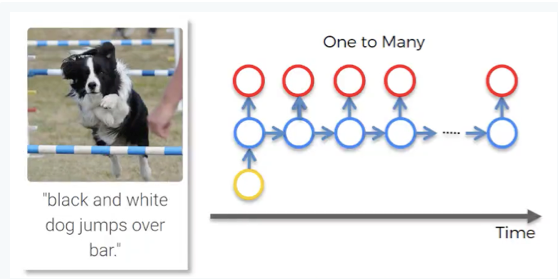 One to Many
"black and white
dog jumps over
bar."
Time